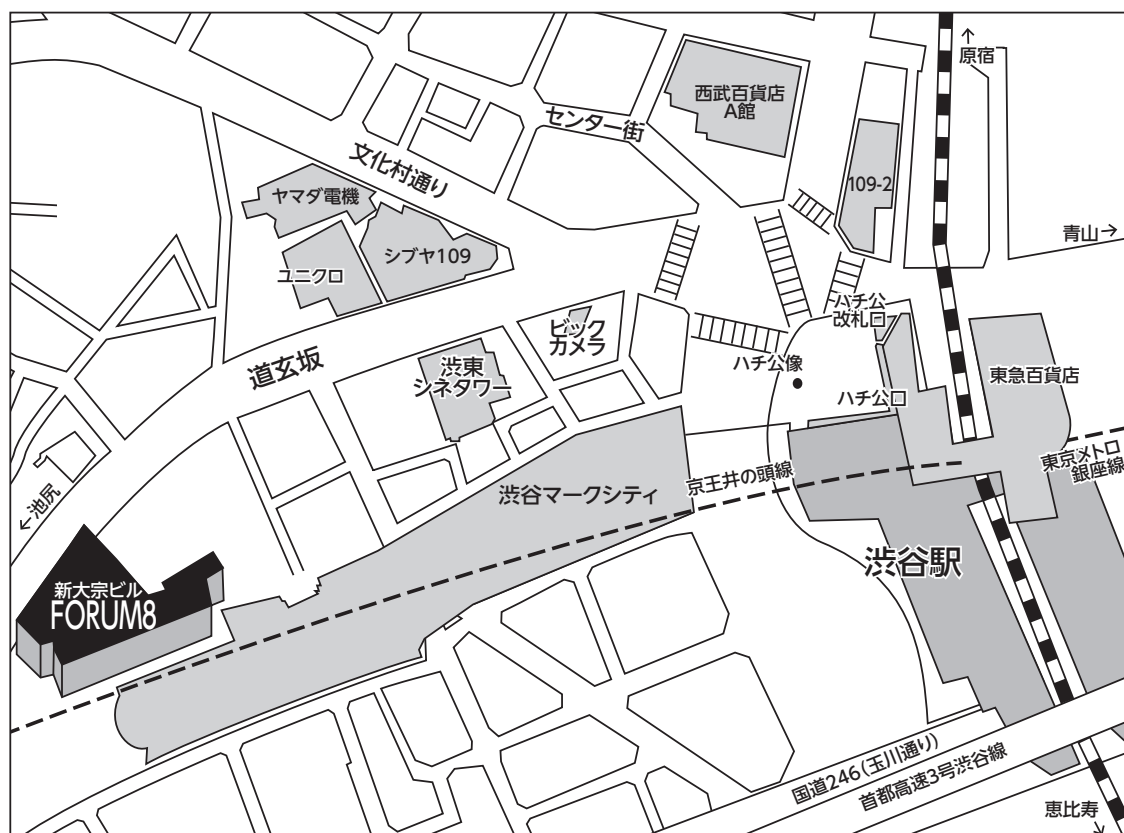 ↑
原宿
西武百貨店
A館
センター街
文化村通り
109-2
ヤマダ電機
青山→
シブヤ109
ユニクロ
ハチ公
改札口
ビック
カメラ
道玄坂
渋東
シネタワー
ハチ公像
東急百貨店
ハチ公口
東京メトロ
銀座線
京王井の頭線
渋谷マークシティ
←池尻
渋谷駅
新大宗ビル
FORUM8
国道246(玉川通り)
首都高速3号渋谷線
恵比寿
↓